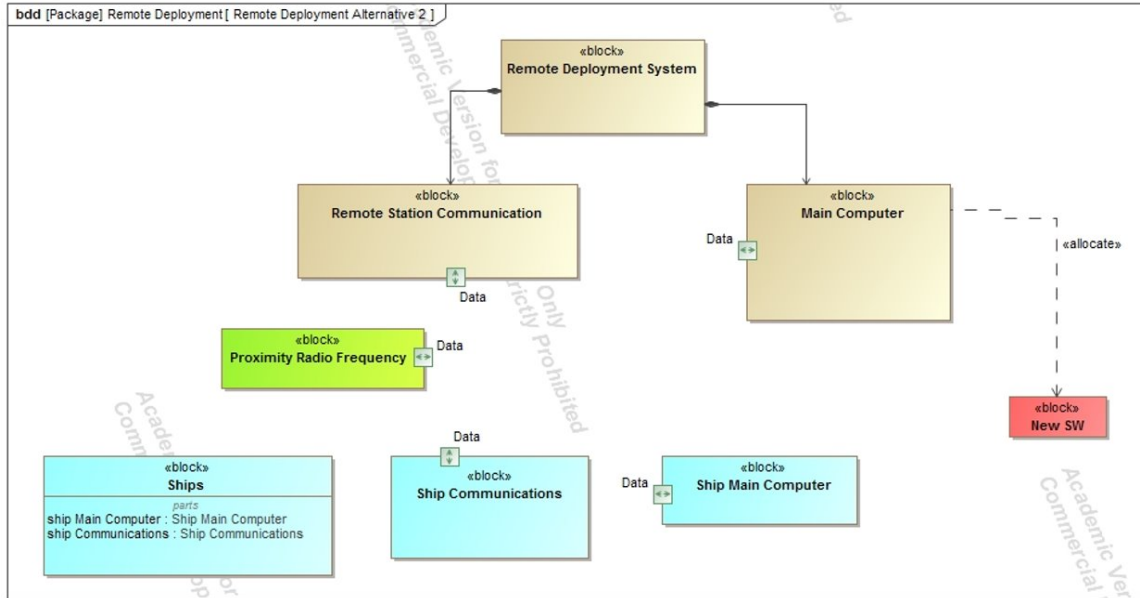 bdd [Package] Remote Deployment [ Remote Deployment Alternative 2 ]
«block»
Remote Deployment System
«block»
Remote Station Communication
Data
«block»
Main Computer
Data
«allocate»
«block»
Proximity Radio Frequency
Data
«block»
New SW
«block»
Ships
parts
ship Main Computer : Ship Main Computer
ship Communications : Ship Communications
Data
«block»
Ship Communications
Data
«block»
Ship Main Computer